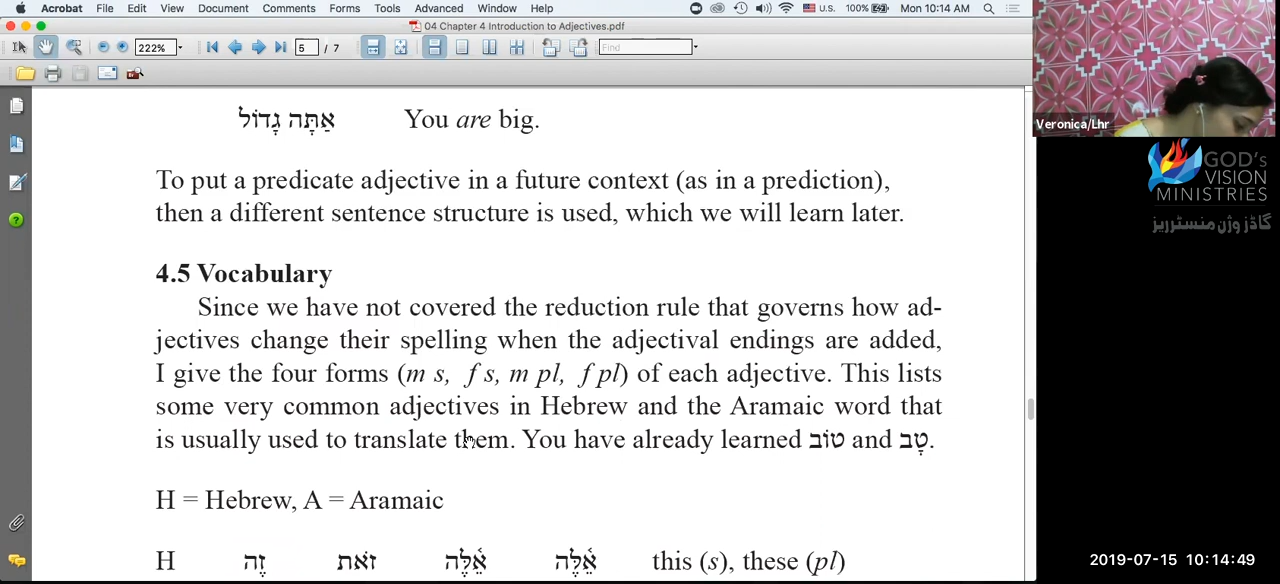 Acrobat File Edit View Document Comments Forms Tools Advanced Window Help U.S. 100% Mon 10:14 AM
04 Chapter 4 Introduction to Adjectives.pdf
222% 5 / 7 Find
אַתָּה גָּדוֹל You are big.
To put a predicate adjective in a future context (as in a prediction),
then a different sentence structure is used, which we will learn later.
4.5 Vocabulary
Since we have not covered the reduction rule that governs how ad-
jectives change their spelling when the adjectival endings are added,
I give the four forms (m s, f s, m pl, f pl) of each adjective. This lists
some very common adjectives in Hebrew and the Aramaic word that
is usually used to translate them. You have already learned טוֹב and טָב.
H = Hebrew, A = Aramaic
H זֶה זֹאת אֵ֫לֶּה אֵ֫לֶּה this (s), these (pl)
Veronica/Lhr
GOD's
VISION
MINISTRIES
گاڈز وژن منسٹریز
2019-07-15 10:14:49